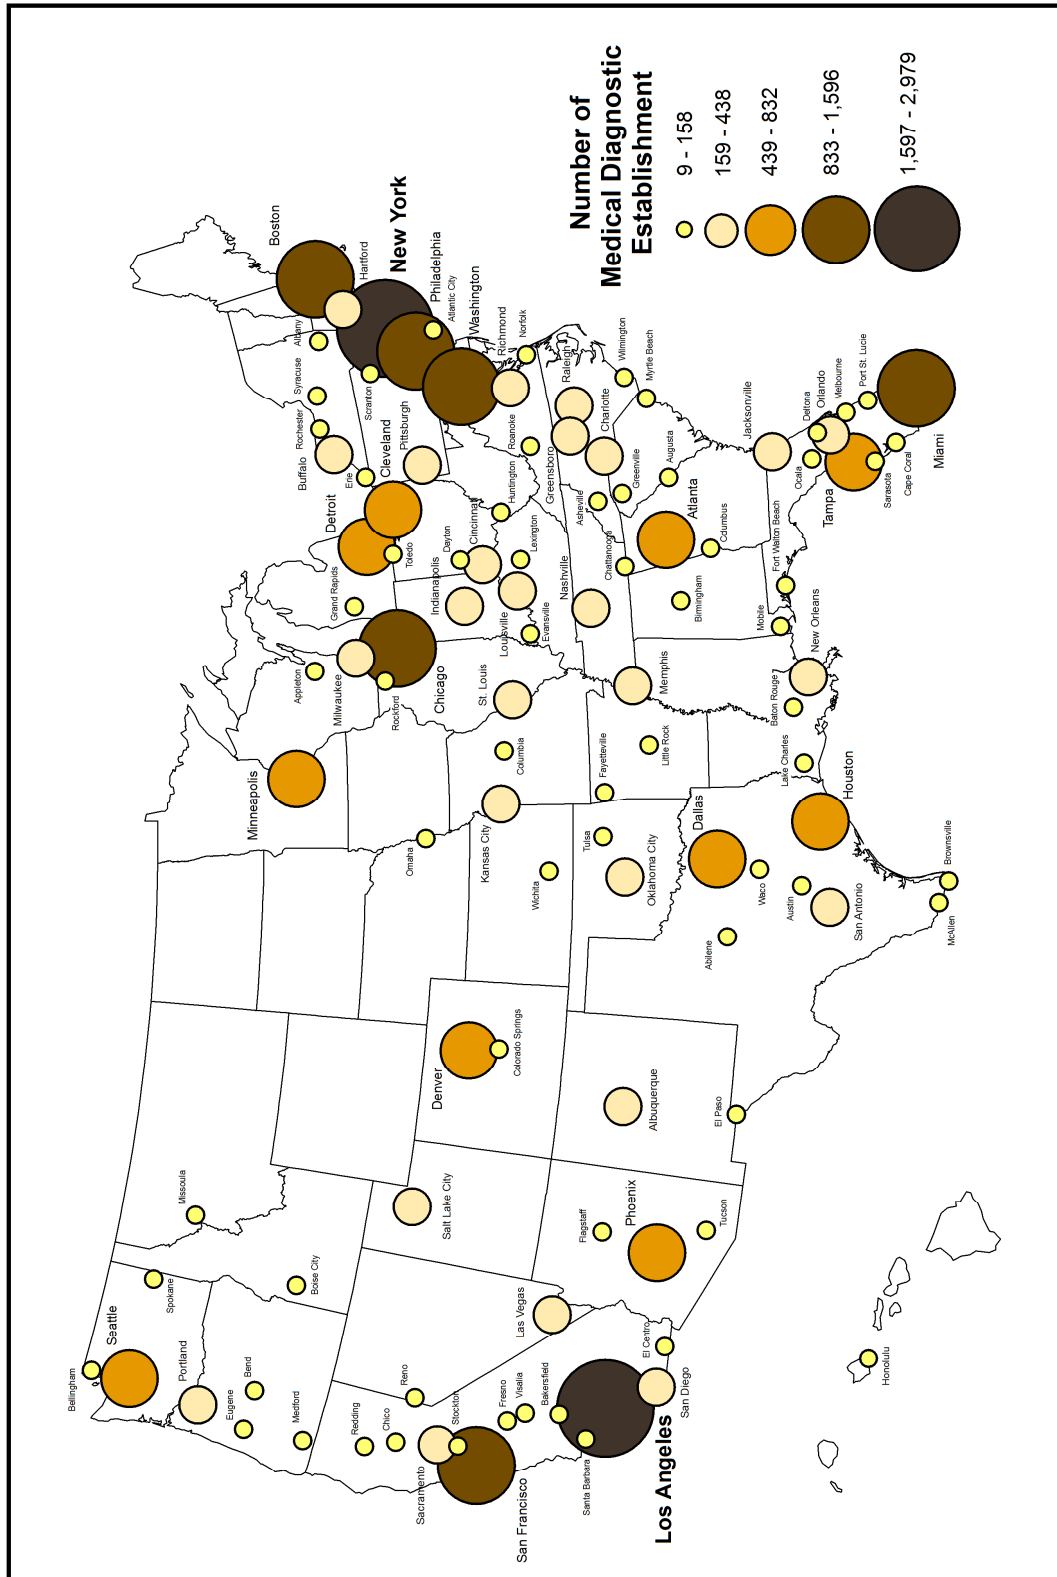 Bellingham
Seattle
Spokane
Portland
Eugene
Bend
Medford
Boise City
Missoula
Redding
Chico
Reno
Sacramento
Stockton
San Francisco
Fresno
Visalia
Bakersfield
Santa Barbara
Los Angeles
San Diego
El Centro
Las Vegas
Salt Lake City
Flagstaff
Phoenix
Tucson
Denver
Colorado Springs
Albuquerque
El Paso
Honolulu
Minneapolis
Omaha
Kansas City
Wichita
Tulsa
Oklahoma City
Fayetteville
Little Rock
Columbia
St. Louis
Dallas
Waco
Abilene
Austin
San Antonio
Houston
McAllen
Brownsville
Lake Charles
Baton Rouge
New Orleans
Appleton
Milwaukee
Rockford
Chicago
Grand Rapids
Detroit
Toledo
Cleveland
Indianapolis
Dayton
Cincinnati
Louisville
Lexington
Evansville
Huntington
Nashville
Memphis
Chattanooga
Birmingham
Mobile
Fort Walton Beach
Columbus
Atlanta
Augusta
Greenville
Asheville
Charlotte
Greensboro
Raleigh
Wilmington
Myrtle Beach
Roanoke
Richmond
Norfolk
Washington
Philadelphia
Atlantic City
New York
Scranton
Pittsburgh
Erie
Buffalo
Rochester
Syracuse
Albany
Hartford
Boston
Jacksonville
Ocala
Deltona
Orlando
Melbourne
Port St. Lucie
Tampa
Sarasota
Cape Coral
Miami
Number of
Medical Diagnostic
Establishment
9 - 158
159 - 438
439 - 832
833 - 1,596
1,597 - 2,979